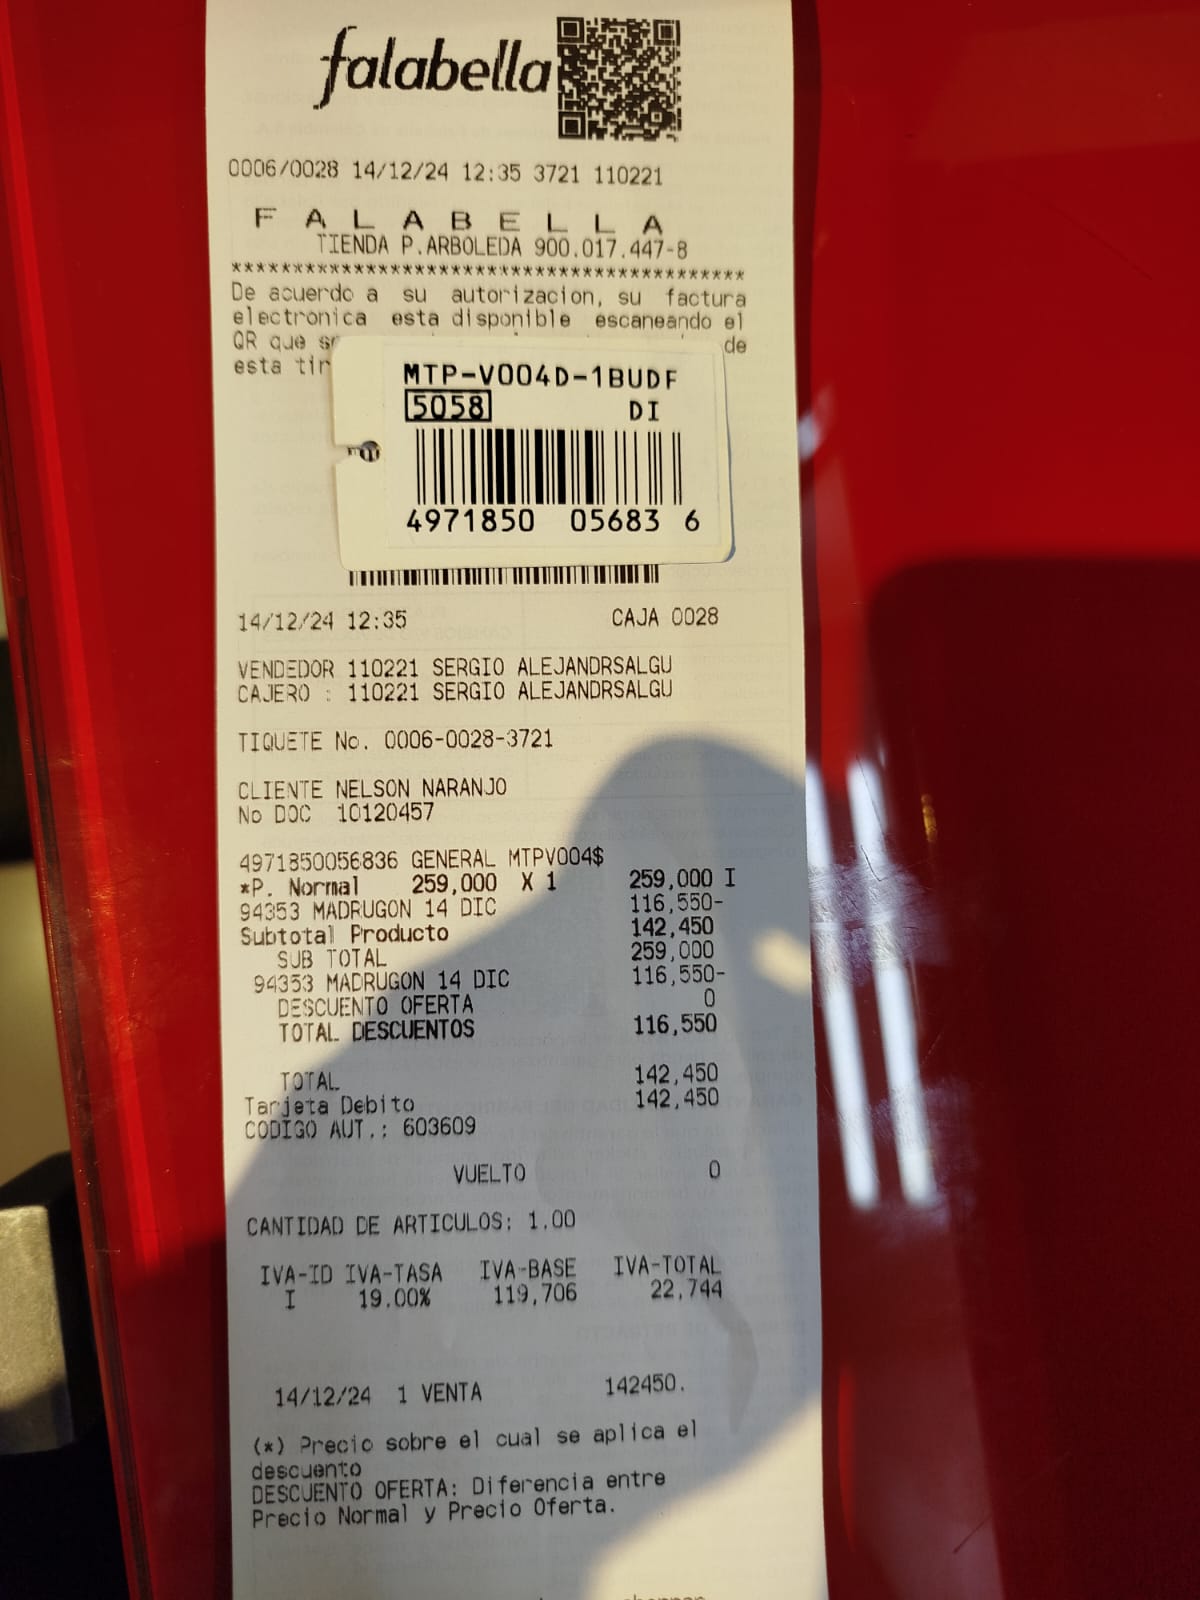 falabella
0006/0028 14/12/24 12:35 3721 110221
F A L A B E L L A
TIENDA P.ARBOLEDA 900.017.447-8
******************************************
De acuerdo a su autorizacion, su factura
electronica esta disponible escaneando el
QR que de
esta
MTP-V004D-1BUDF
5058 DI
4971850 05683 6
14/12/24 12:35 CAJA 0028
VENDEDOR 110221 SERGIO ALEJANDRSALGU
CAJERO : 110221 SERGIO ALEJANDRSALGU
TIQUETE No. 0006-0028-3721
CLIENTE NELSON NARANJO
No DOC 10120457
4971850056836 GENERAL MTPV004$
*P. Normal 259,000 X 1 259,000 I
94353 MADRUGON 14 DIC 116,550-
Subtotal Producto 142,450
SUB TOTAL 259,000
94353 MADRUGON 14 DIC 116,550-
DESCUENTO OFERTA 0
TOTAL DESCUENTOS 116,550
TOTAL 142,450
Tarjeta Debito 142,450
CODIGO AUT.: 603609
VUELTO 0
CANTIDAD DE ARTICULOS: 1.00
IVA-ID IVA-TASA IVA-BASE IVA-TOTAL
I 19.00% 119,706 22,744
14/12/24 1 VENTA 142450.
(*) Precio sobre el cual se aplica el
descuento
DESCUENTO OFERTA: Diferencia entre
Precio Normal y Precio Oferta.